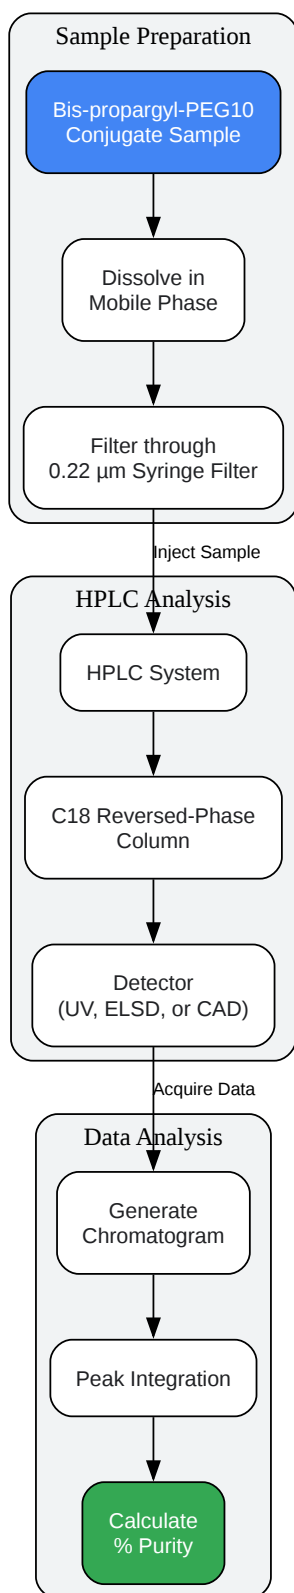 Sample Preparation
Bis-propargyl-PEG10
Conjugate Sample
Dissolve in
Mobile Phase
Filter through
0.22 µm Syringe Filter
Inject Sample
HPLC Analysis
HPLC System
C18 Reversed-Phase
Column
Detector
(UV, ELSD, or CAD)
Acquire Data
Data Analysis
Generate
Chromatogram
Peak Integration
Calculate
% Purity